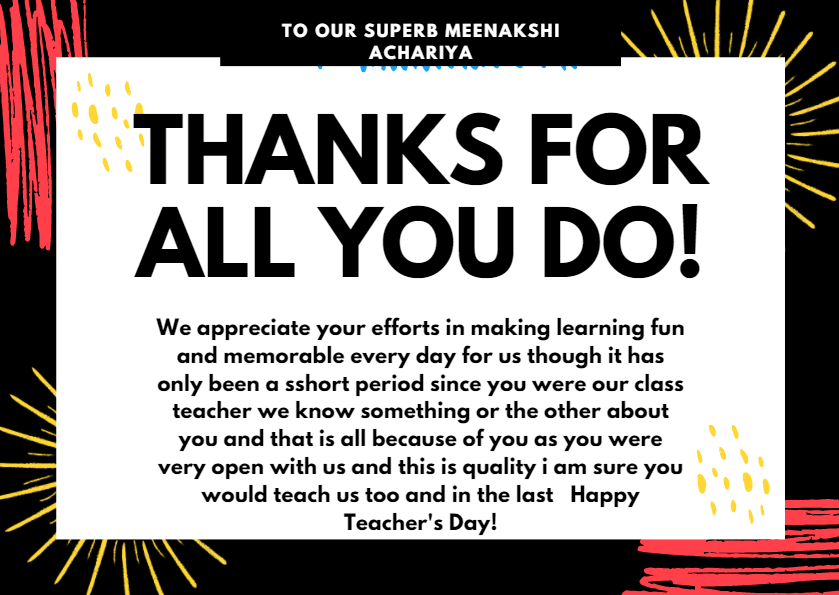 TO OUR SUPERB MEENAKSHI
ACHARIYA
THANKS FOR
ALL YOU DO!
We appreciate your efforts in making learning fun
and memorable every day for us though it has
only been a sshort period since you were our class
teacher we know something or the other about
you and that is all because of you as you were
very open with us and this is quality i am sure you
would teach us too and in the last   Happy
Teacher's Day!